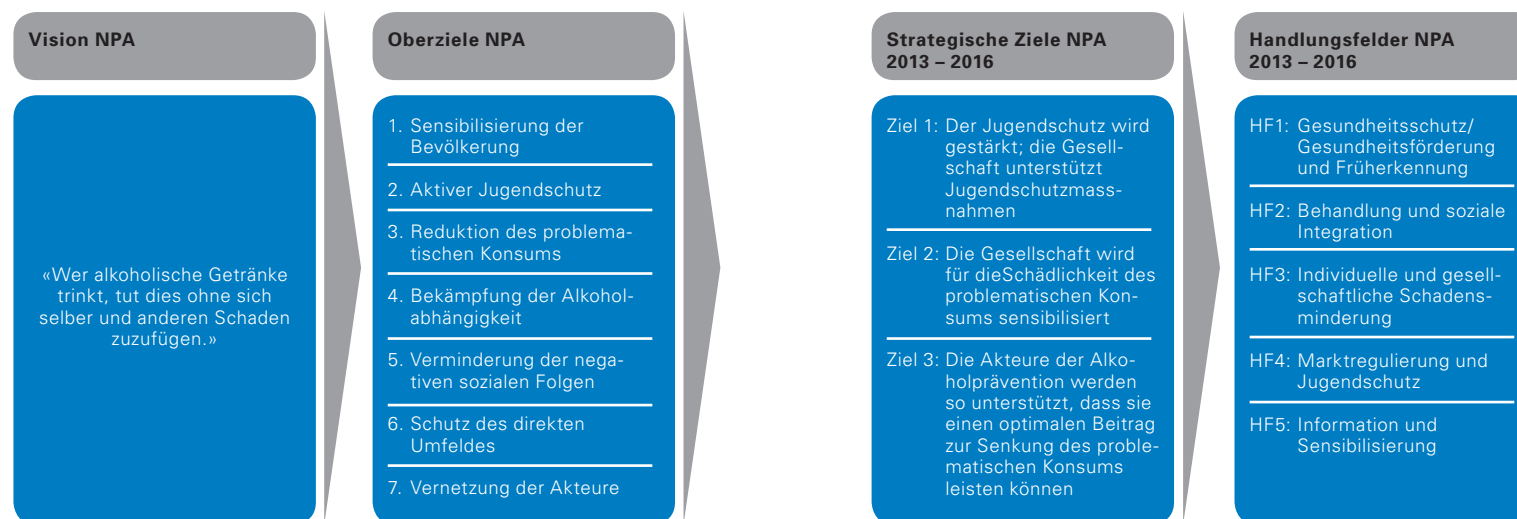 Vision NPA
«Wer alkoholische Getränke
trinkt, tut dies ohne sich
selber und anderen Schaden
zuzufügen.»
Oberziele NPA
1. Sensibilisierung der
Bevölkerung
2. Aktiver Jugendschutz
3. Reduktion des problema-
tischen Konsums
4. Bekämpfung der Alkohol-
abhängigkeit
5. Verminderung der nega-
tiven sozialen Folgen
6. Schutz des direkten
Umfeldes
7. Vernetzung der Akteure
Strategische Ziele NPA
2013 – 2016
Ziel 1: Der Jugendschutz wird
gestärkt; die Gesell-
schaft unterstützt
Jugendschutzmass-
nahmen
Ziel 2: Die Gesellschaft wird
für dieSchädlichkeit des
problematischen Kon-
sums sensibilisiert
Ziel 3: Die Akteure der Alko-
holprävention werden
so unterstützt, dass sie
einen optimalen Beitrag
zur Senkung des proble-
matischen Konsums
leisten können
Handlungsfelder NPA
2013 – 2016
HF1: Gesundheitsschutz/
Gesundheitsförderung
und Früherkennung
HF2: Behandlung und soziale
Integration
HF3: Individuelle und gesell-
schaftliche Schadens-
minderung
HF4: Marktregulierung und
Jugendschutz
HF5: Information und
Sensibilisierung